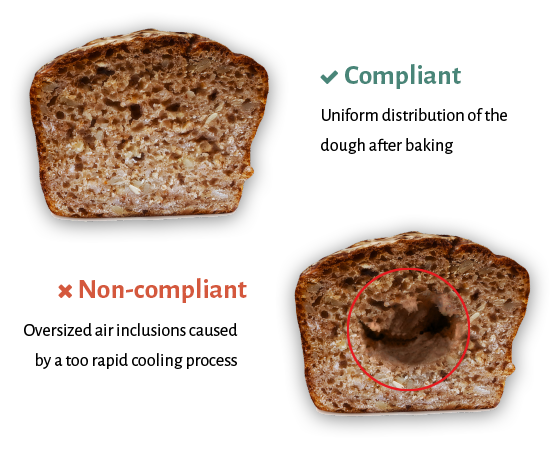 Compliant
Uniform distribution of the
dough after baking
Non-compliant
Oversized air inclusions caused
by a too rapid cooling process